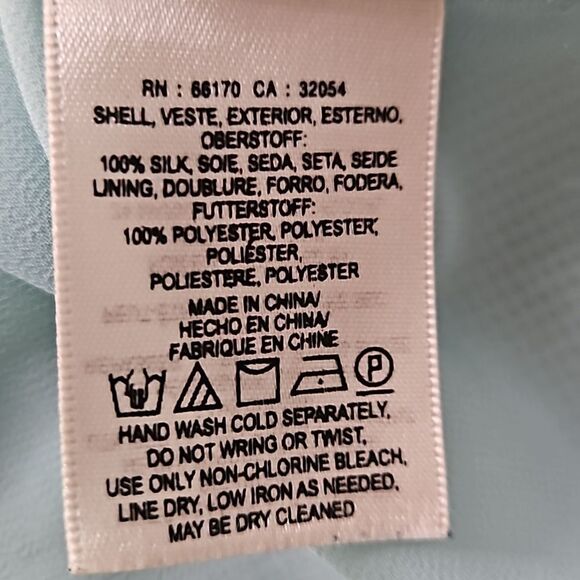 RN : 66170 CA : 32054
SHELL, VESTE, EXTERIOR, ESTERNO,
OBERSTOFF:
100% SILK, SOIE, SEDA, SETA, SEIDE
LINING, DOUBLURE, FORRO, FODERA,
FUTTERSTOFF:
100% POLYESTER, POLYESTER,
POLIÉSTER,
POLIESTERE, POLYESTER
MADE IN CHINA/
HECHO EN CHINA/
FABRIQUE EN CHINE
P
HAND WASH COLD SEPARATELY,
DO NOT WRING OR TWIST,
USE ONLY NON-CHLORINE BLEACH,
LINE DRY, LOW IRON AS NEEDED,
MAY BE DRY CLEANED